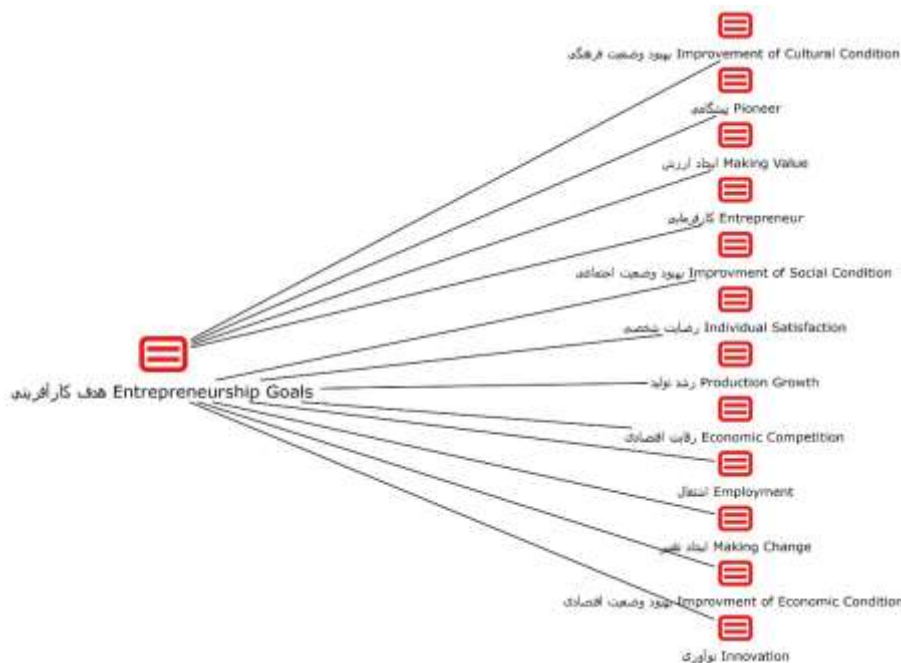 بهبود وضعیت فرهنگی Improvement of Cultural Condition
پیشگامی Pioneer
ایجاد ارزش Making Value
کارفرمایی Entrepreneur
بهبود وضعیت اجتماعی Improvment of Social Condition
رضایت شخصی Individual Satisfaction
هدف کارآفرینی Entrepreneurship Goals
رشد تولید Production Growth
رقابت اقتصادی Economic Competition
اشتغال Employment
ایجاد تغییر Making Change
بهبود وضعیت اقتصادی Improvment of Economic Condition
نوآوری Innovation